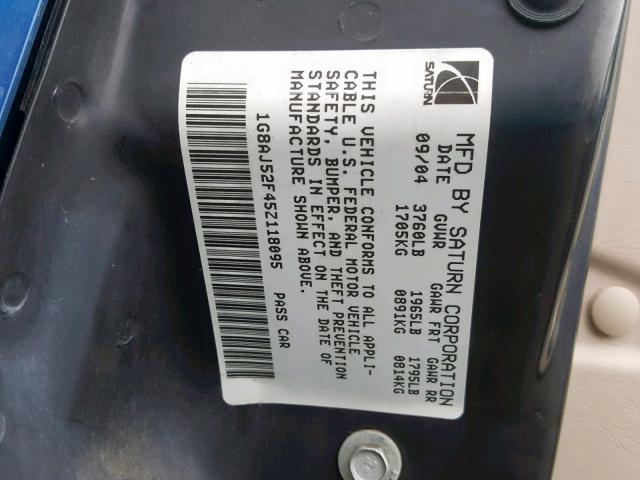 SATURN
MFD BY SATURN CORPORATION
DATE GVWR GAWR FRT GAWR RR
09/04 3760LB 1965LB 1795LB
1705KG 0891KG 0814KG
THIS VEHICLE CONFORMS TO ALL APPLI-
CABLE U.S. FEDERAL MOTOR VEHICLE
SAFETY, BUMPER, AND THEFT PREVENTION
STANDARDS IN EFFECT ON THE DATE OF
MANUFACTURE SHOWN ABOVE.
1G8AJ52F45Z118095 PASS CAR